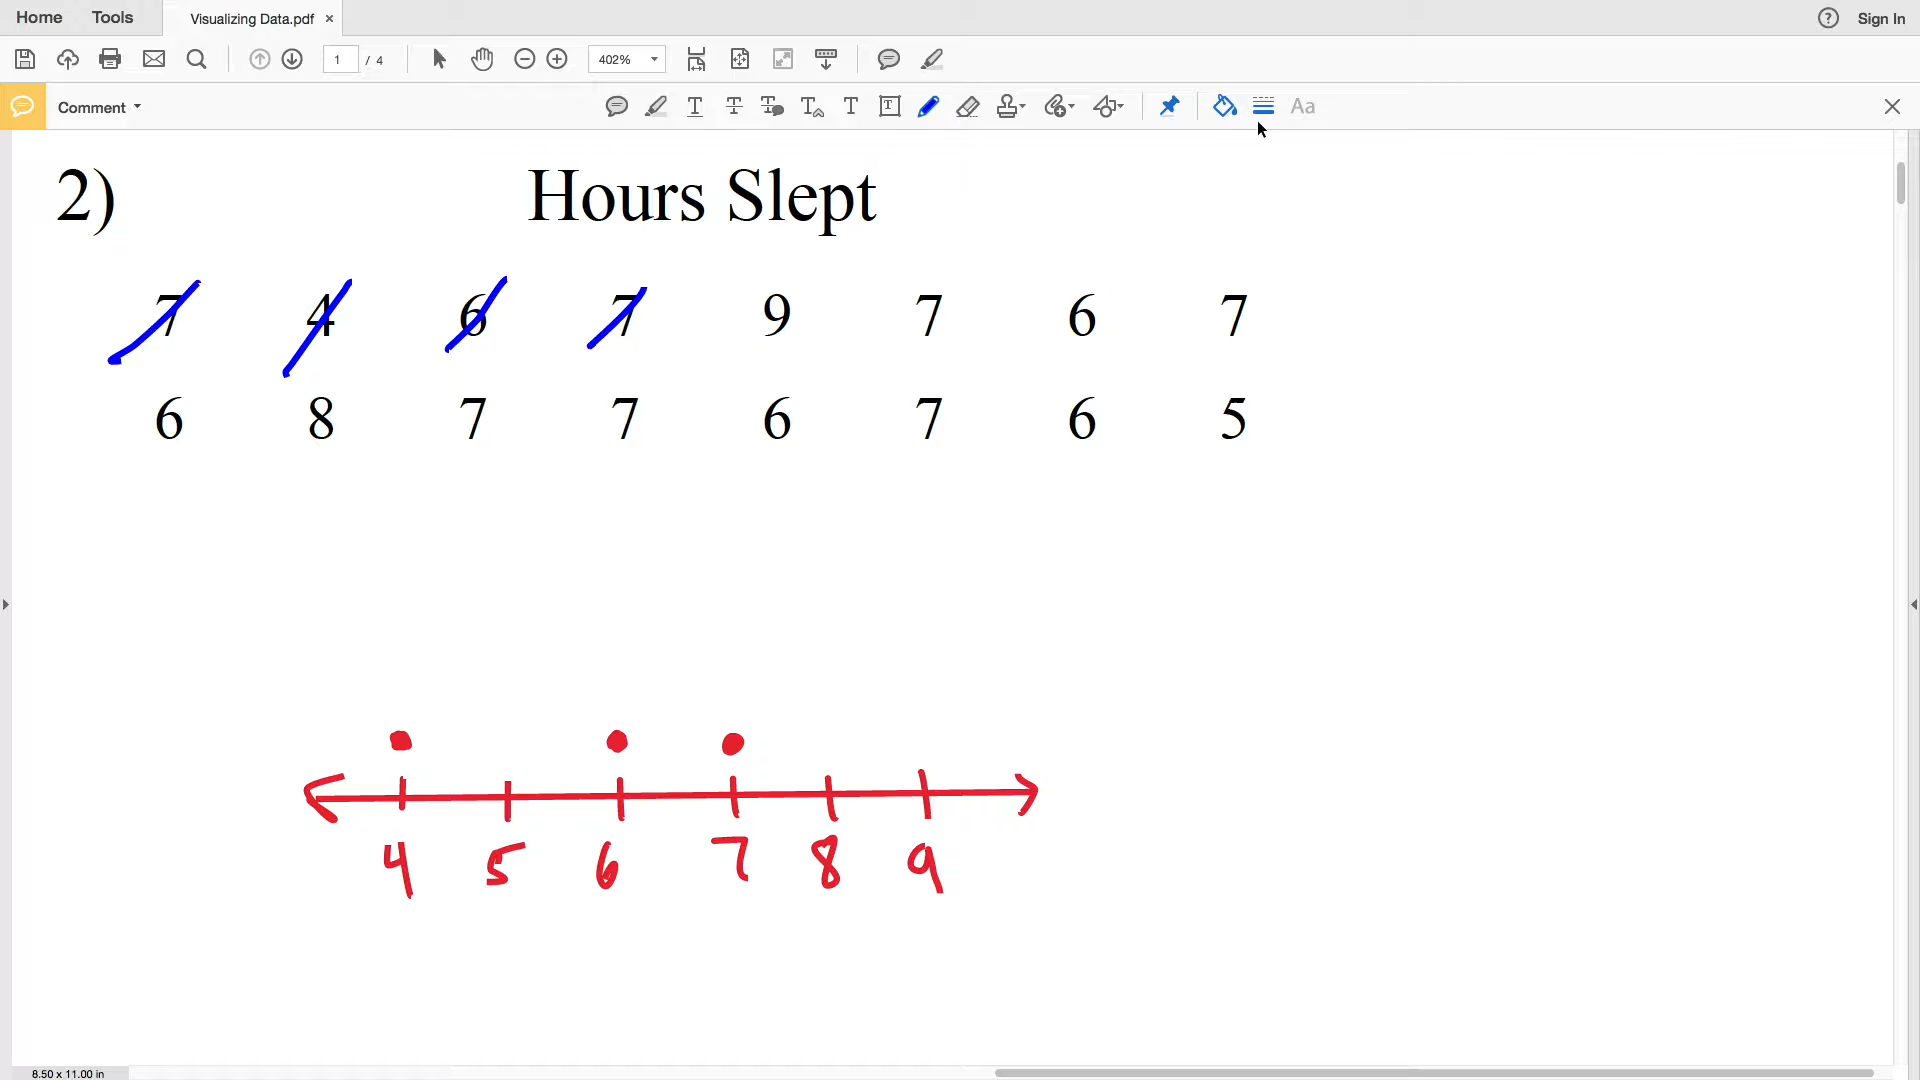 Home Tools Visualizing Data.pdf × ? Sign In
1 / 4 402%
Comment T T T T T T Aa
2) Hours Slept
7 4 6 7 9 7 6 7
6 8 7 7 6 7 6 5
4 5 6 7 8 9
8.50 x 11.00 in